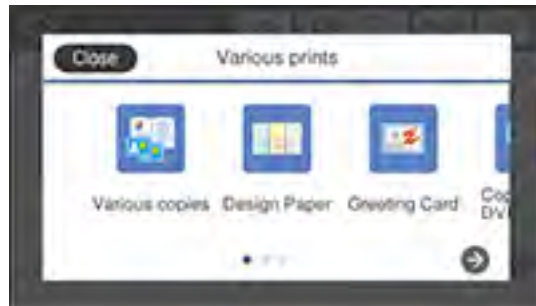 Close
Various prints
Various copies
Design Paper
Greeting Card